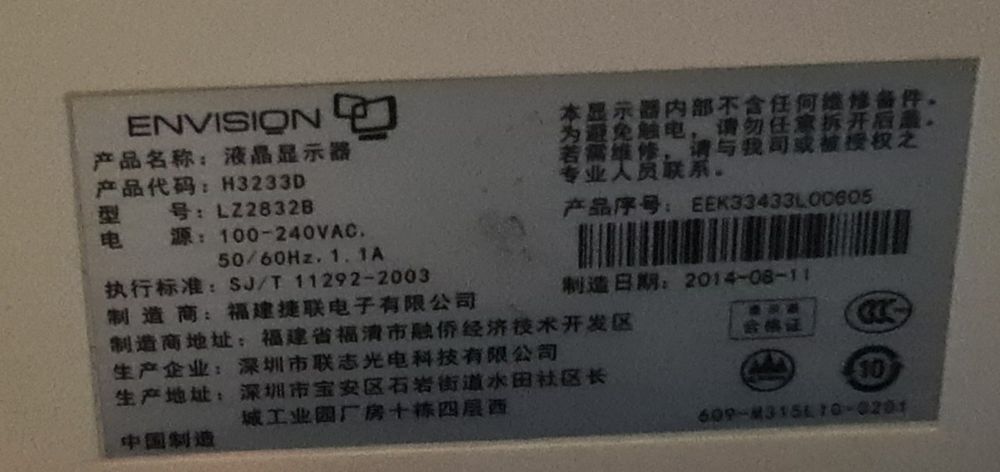 ENVISION
产品名称：液晶显示器
产品代码：H3233D
型 号：LZ2832B
电 源：100-240VAC,
50/60Hz, 1.1A
执行标准：SJ/T 11292-2003
制 造 商：福建捷联电子有限公司
制造商地址：福建省福清市融侨经济技术开发区
生产企业：深圳市联志光电科技有限公司
生产地址：深圳市宝安区石岩街道水田社区长
城工业园厂房十栋四层西
中国制造
本显示器内部不含任何维修备件。
为避免触电，请勿任意拆开后盖。
若需维修，请与我司或被授权之
专业人员联系。
产品序号：EEK33433L00605
制造日期：2014-08-11
显示器
合格证
CCC
10
609-M315L10-0201